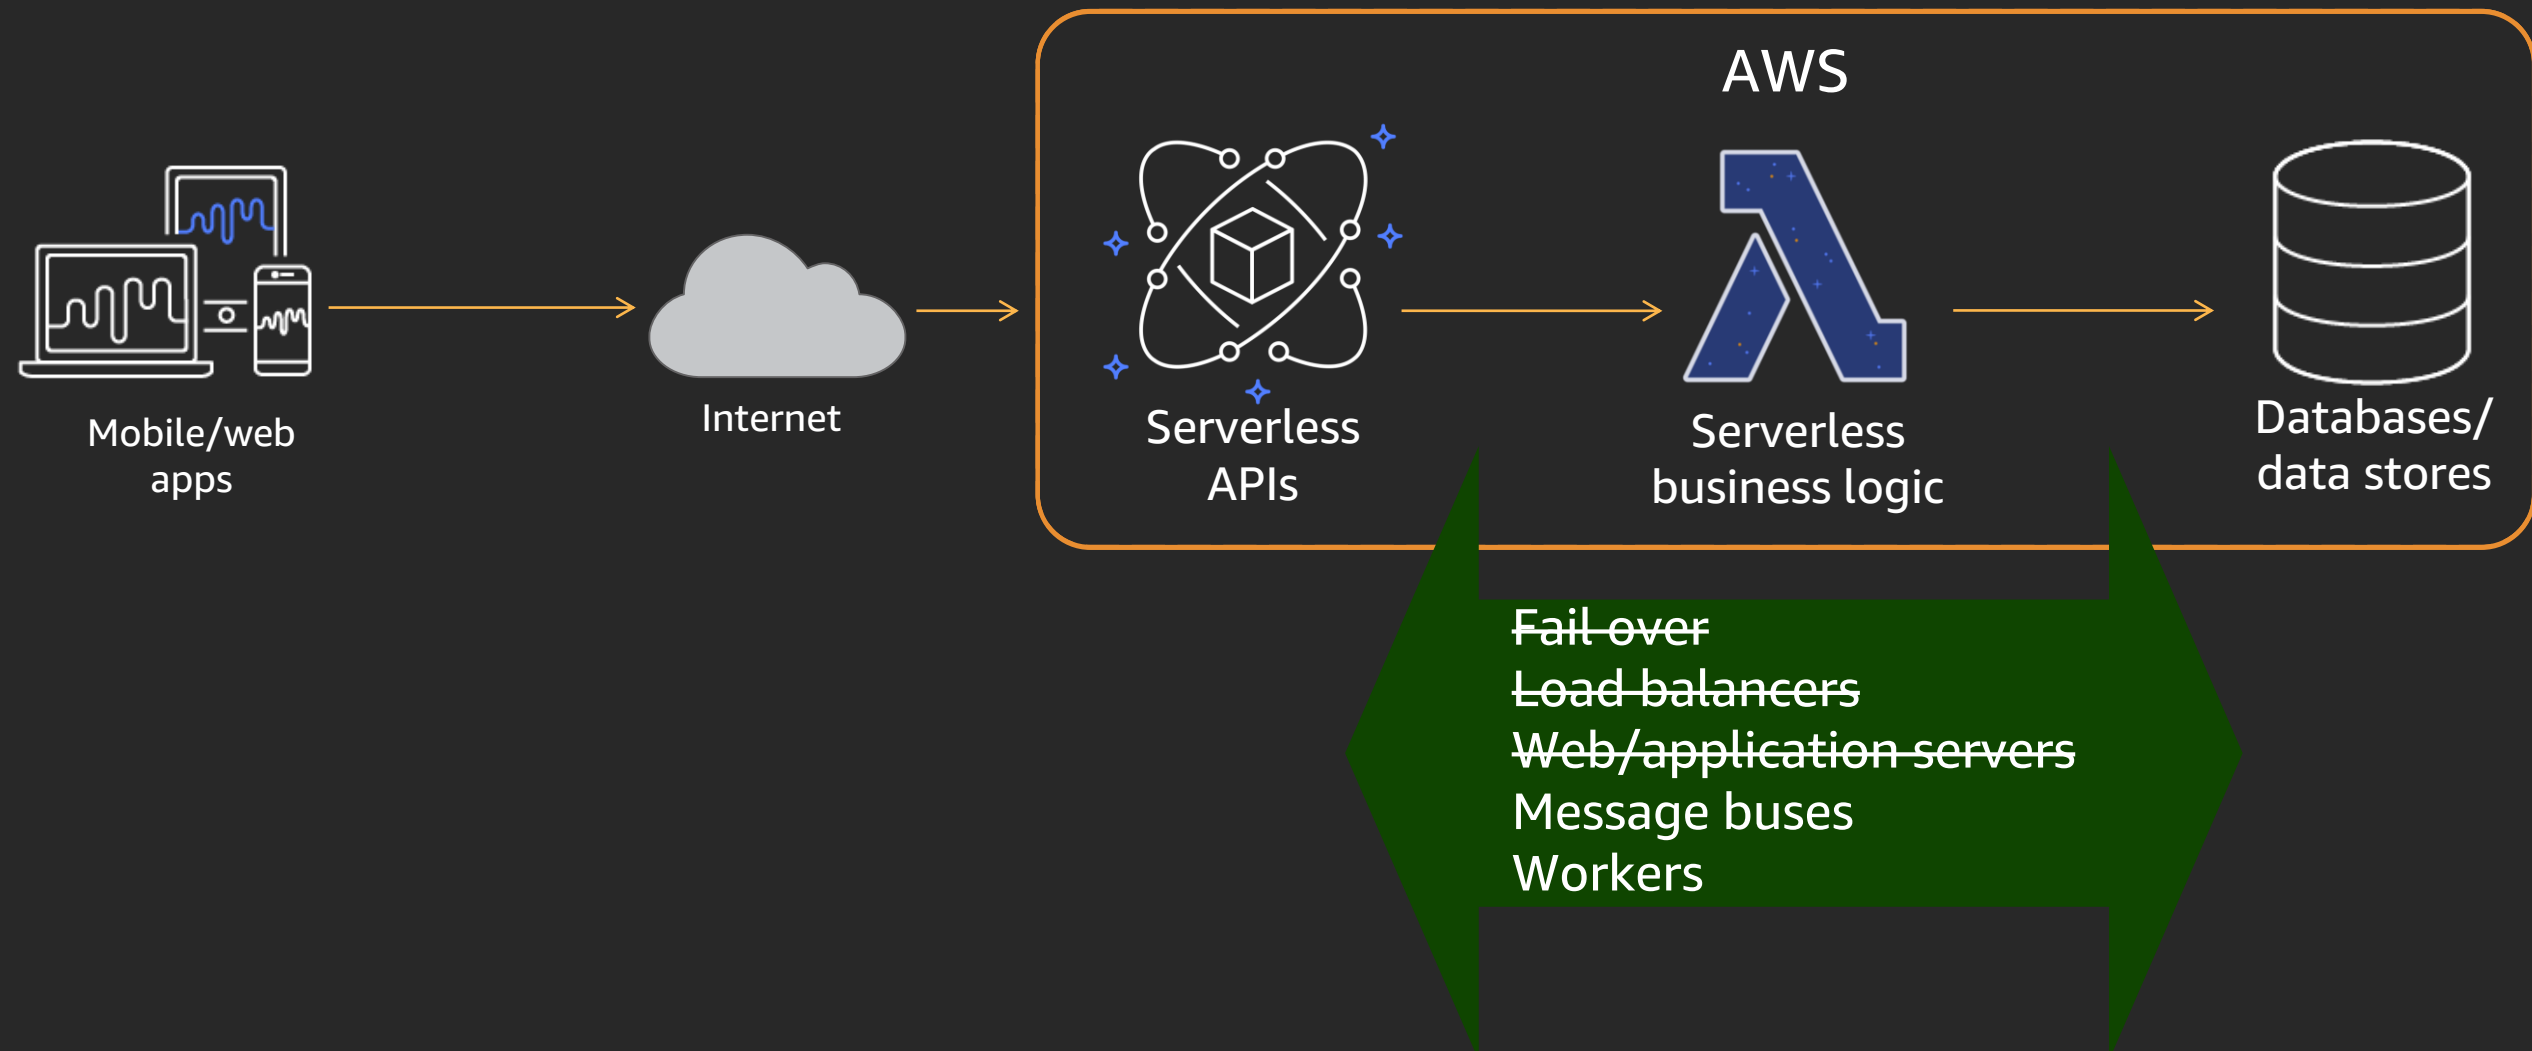 AWS
Mobile/web
apps
Internet
Serverless
APIs
Serverless
business logic
Databases/
data stores
Fail over
Load balancers
Web/application servers
Message buses
Workers